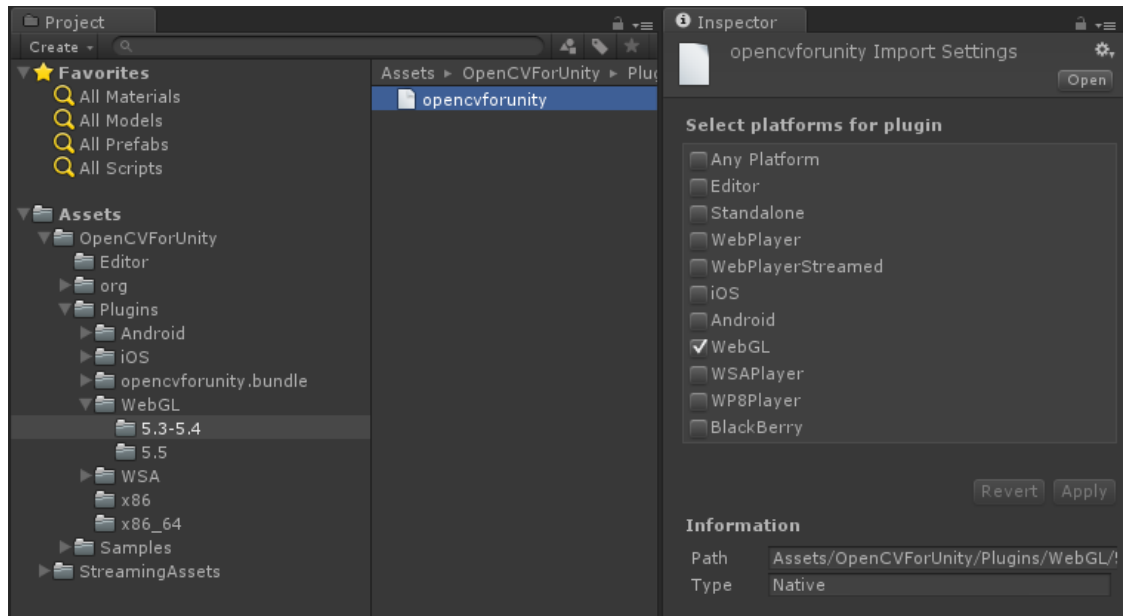 Project
Create
Favorites
All Materials
All Models
All Prefabs
All Scripts
Assets
OpenCVForUnity
Editor
org
Plugins
Android
iOS
opencvforunity.bundle
WebGL
5.3-5.4
5.5
WSA
x86
x86_64
Samples
StreamingAssets
Assets ▸ OpenCVForUnity ▸
opencvforunity
Inspector
opencvforunity Import Settings
Open
Select platforms for plugin
Any Platform
Editor
Standalone
WebPlayer
WebPlayerStreamed
iOS
Android
WebGL
WSAPlayer
WP8Player
BlackBerry
Revert Apply
Information
Path Assets/OpenCVForUnity/Plugins/WebGL/
Type Native